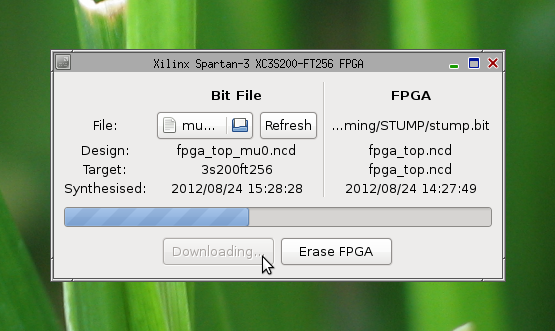 Xilinx Spartan-3 XC3S200-FT256 FPGA
Bit File FPGA
File: mu... Refresh ...ming/STUMP/stump.bit
Design: fpga_top_mu0.ncd fpga_top.ncd
Target: 3s200ft256 fpga_top.ncd
Synthesised: 2012/08/24 15:28:28 2012/08/24 14:27:49
Downloading... Erase FPGA